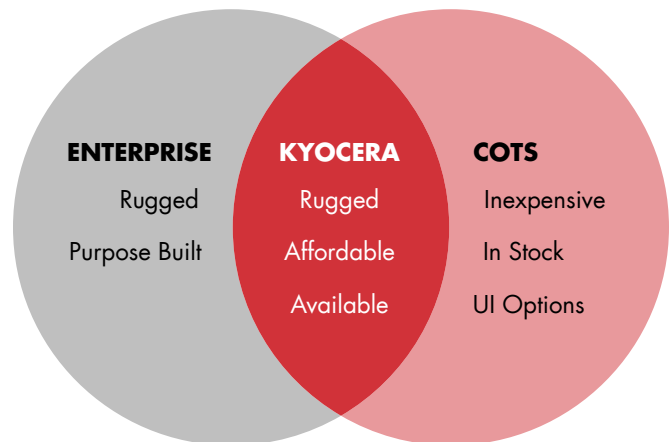 ENTERPRISE
Rugged
Purpose Built
KYOCERA
Rugged
Affordable
Available
COTS
Inexpensive
In Stock
UI Options